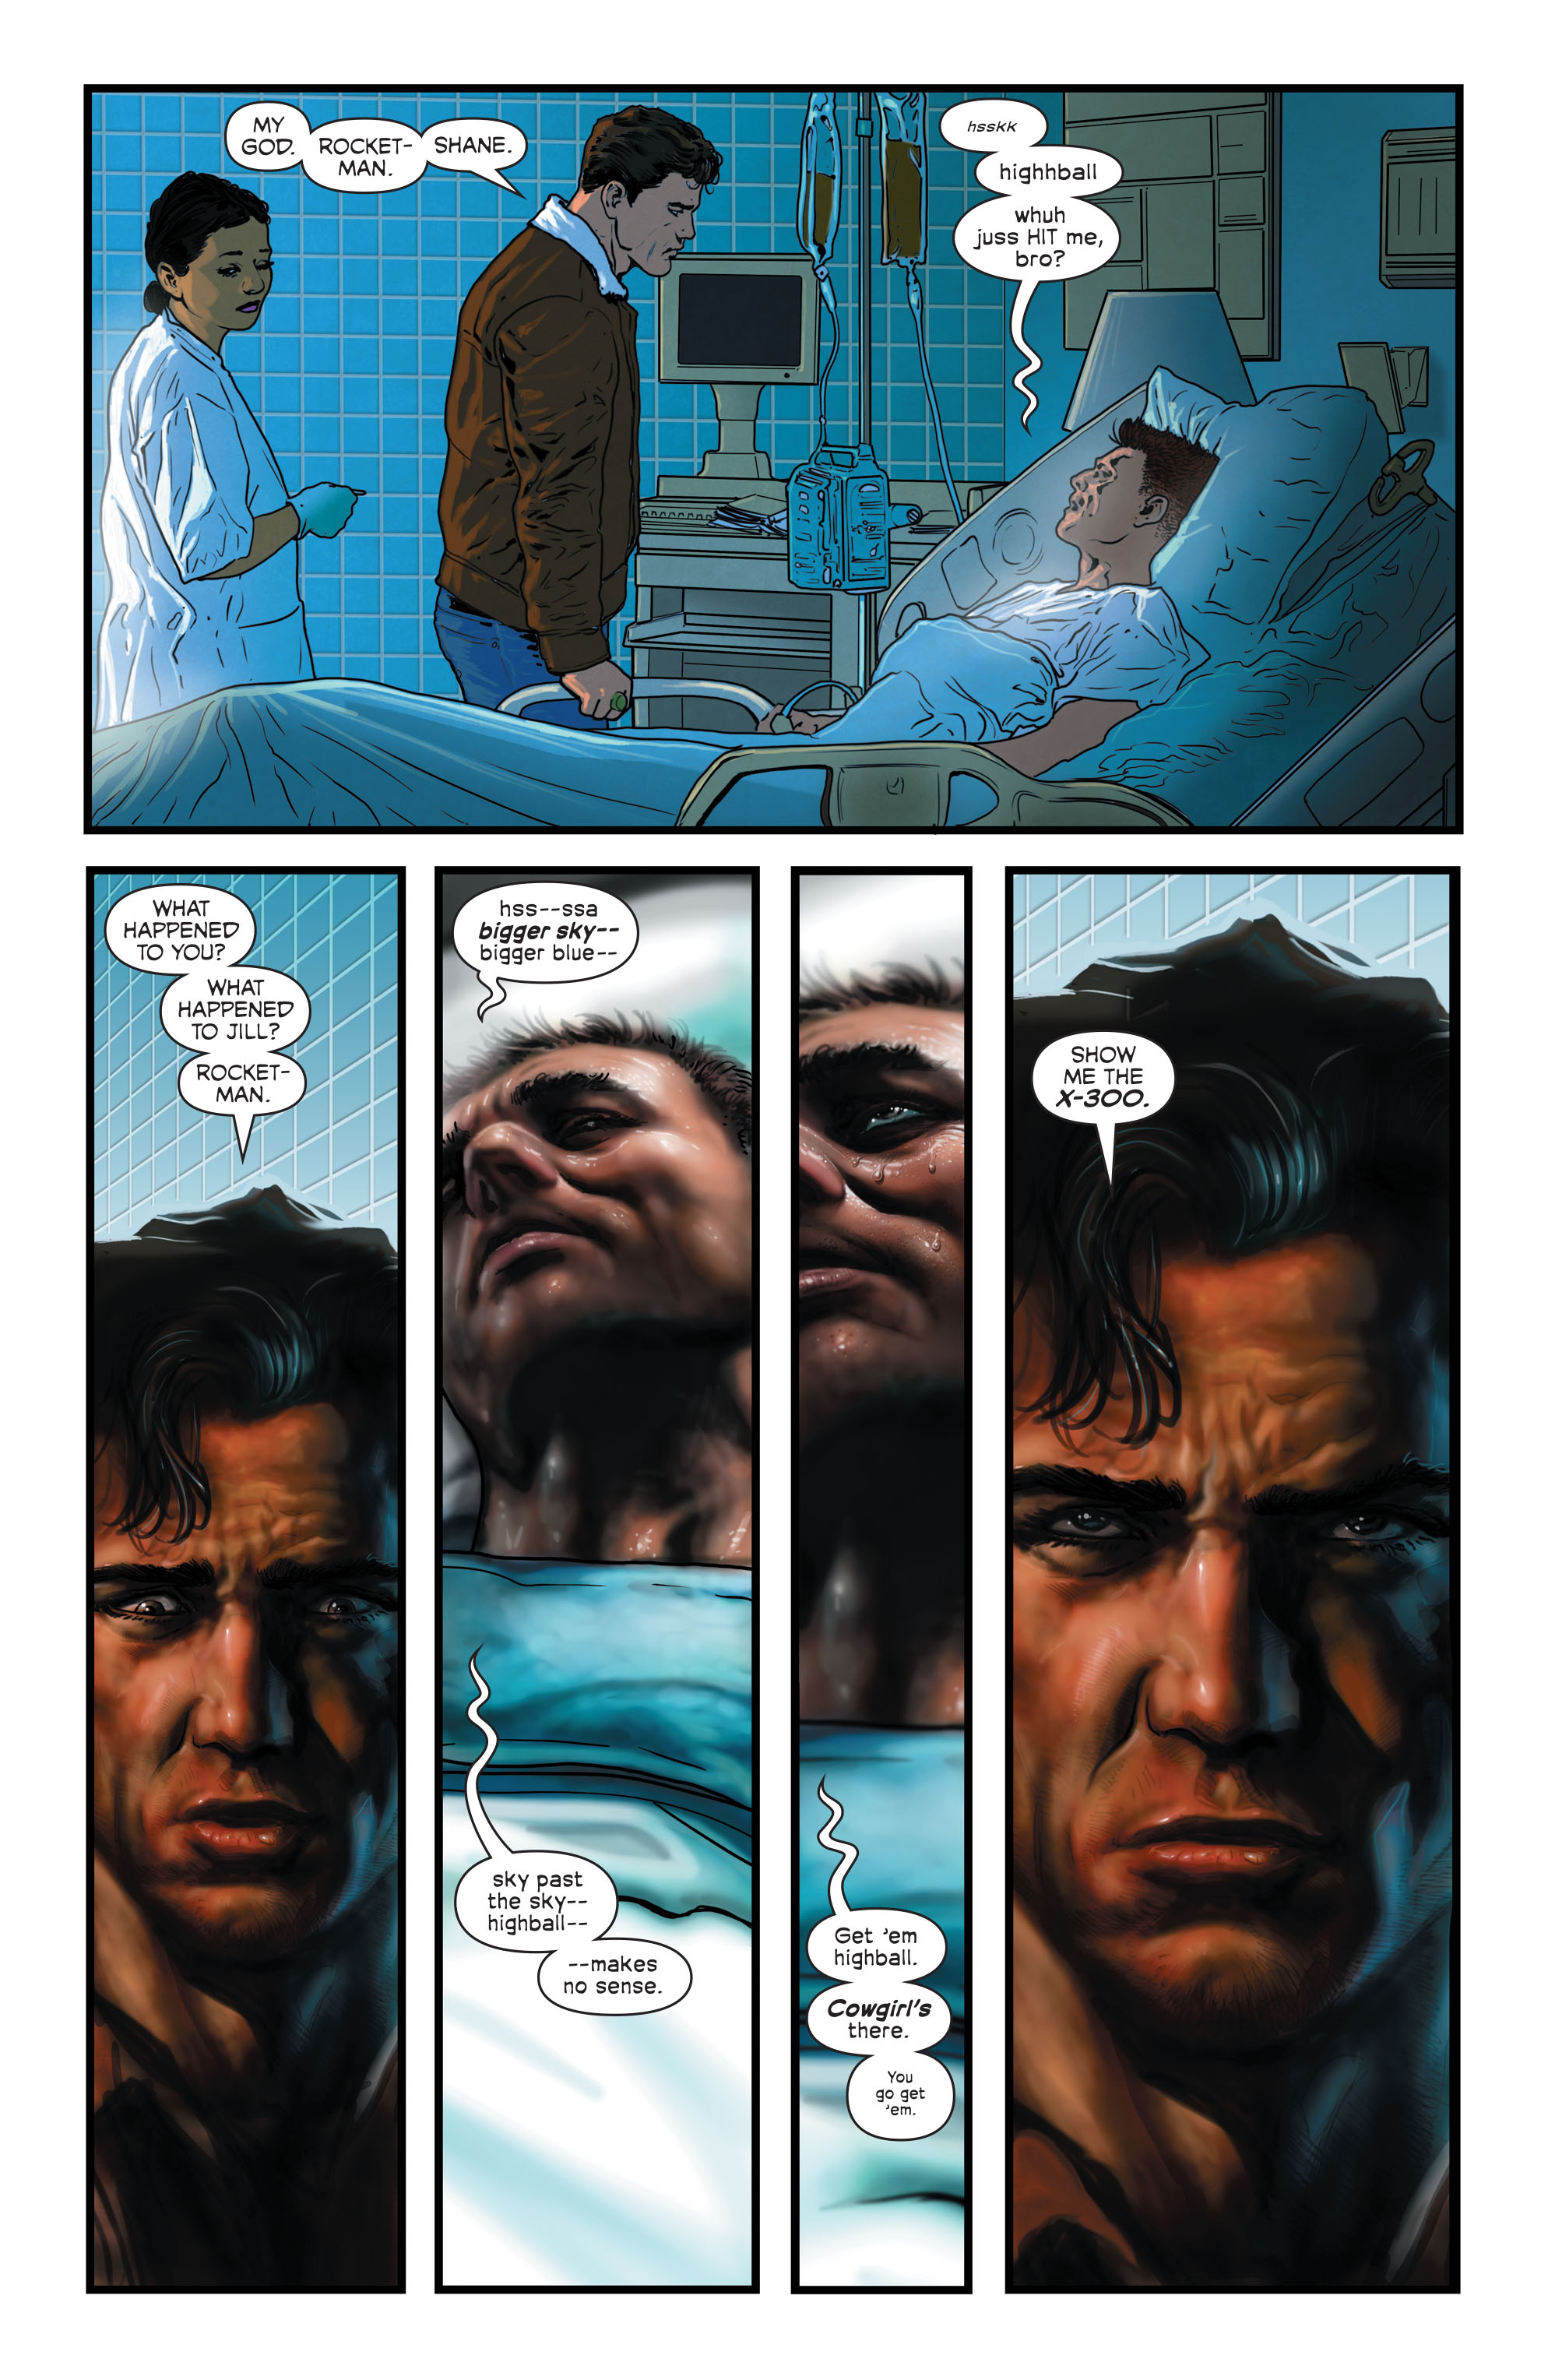 MY
GOD.
ROCKET-
MAN.
SHANE.
hsskk
highhball
whuh
juss HIT me,
bro?
WHAT
HAPPENED
TO YOU?
WHAT
HAPPENED
TO JILL?
ROCKET-
MAN.
hss--ssa
bigger sky--
bigger blue--
sky past
the sky--
highball--
--makes
no sense.
Get 'em
highball.
Cowgirl's
there.
You
go get
'em.
SHOW
ME THE
X-300.